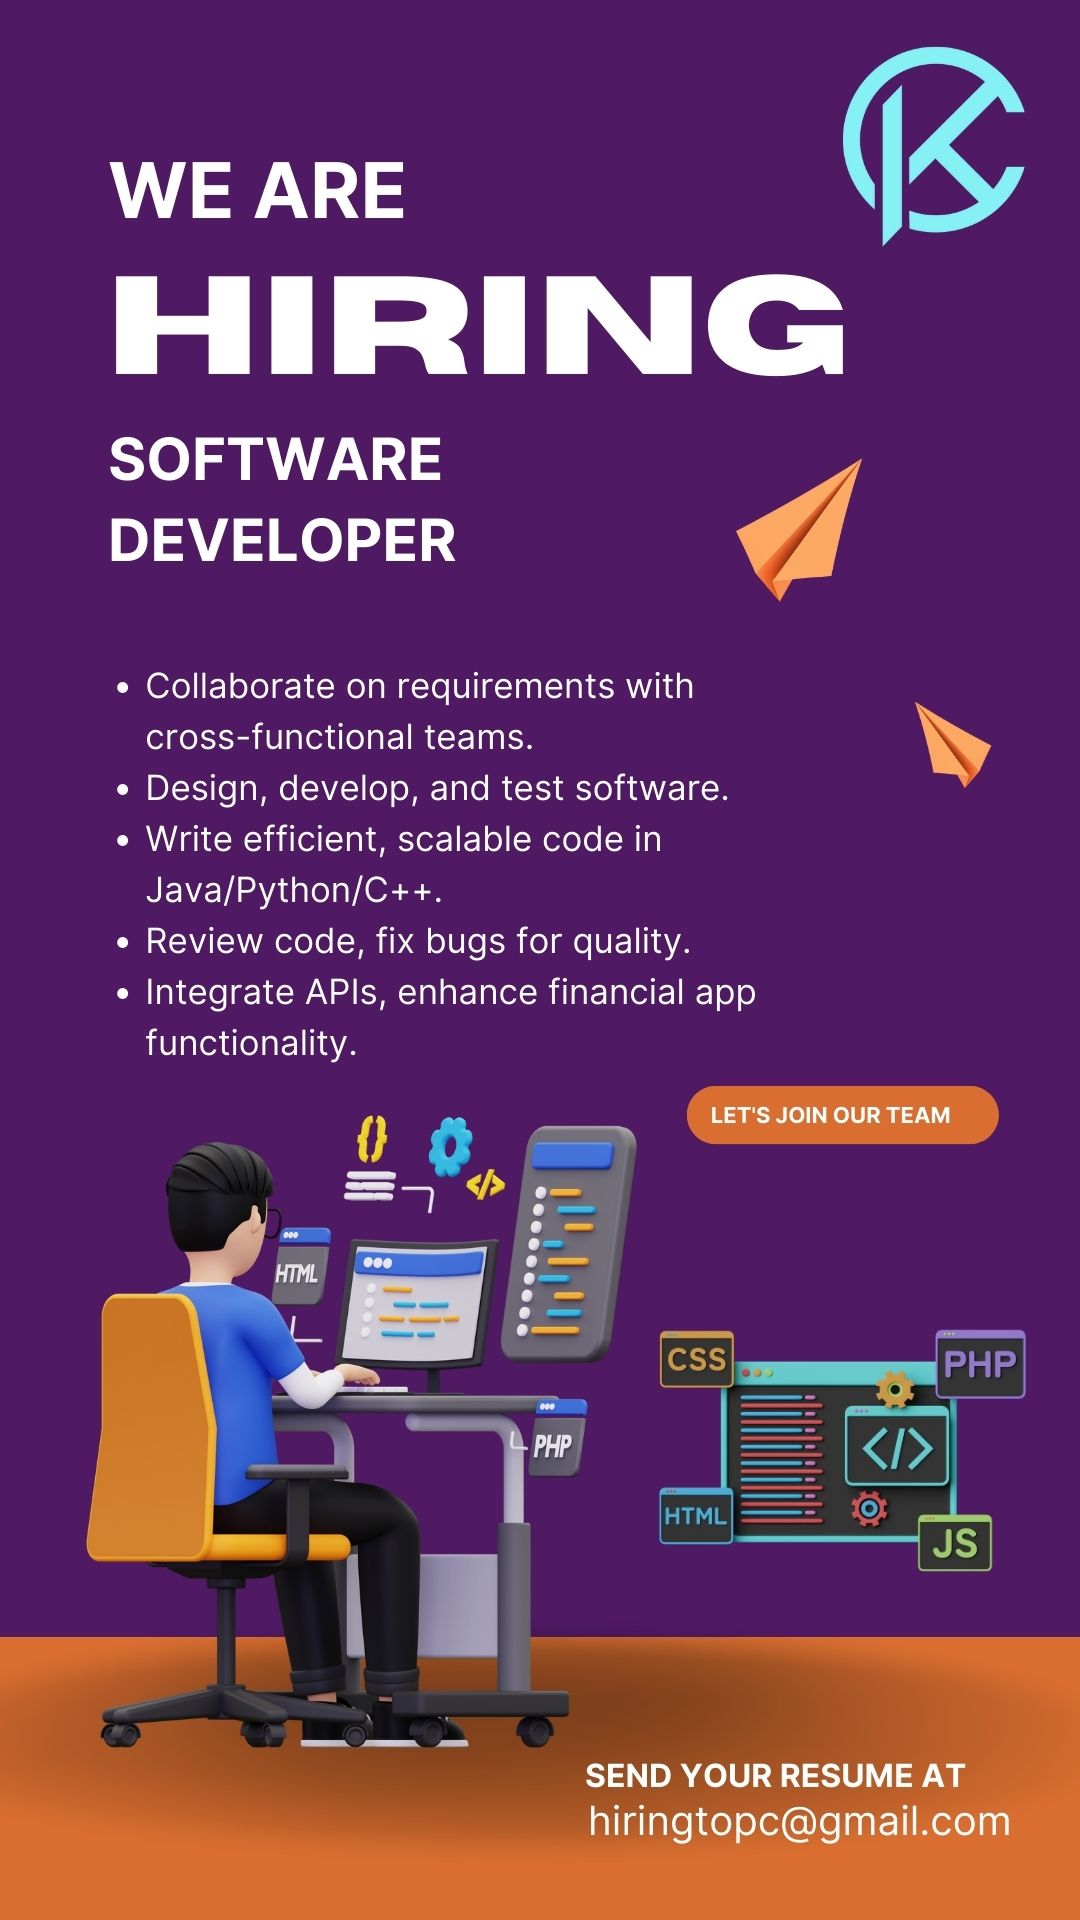 WE ARE
HIRING
SOFTWARE
DEVELOPER
• Collaborate on requirements with
cross-functional teams.
• Design, develop, and test software.
• Write efficient, scalable code in
Java/Python/C++.
• Review code, fix bugs for quality.
• Integrate APIs, enhance financial app
functionality.
LET'S JOIN OUR TEAM
{}
</>
HTML
PHP
CSS
PHP
</>
HTML
JS
SEND YOUR RESUME AT
hiringtopc@gmail.com